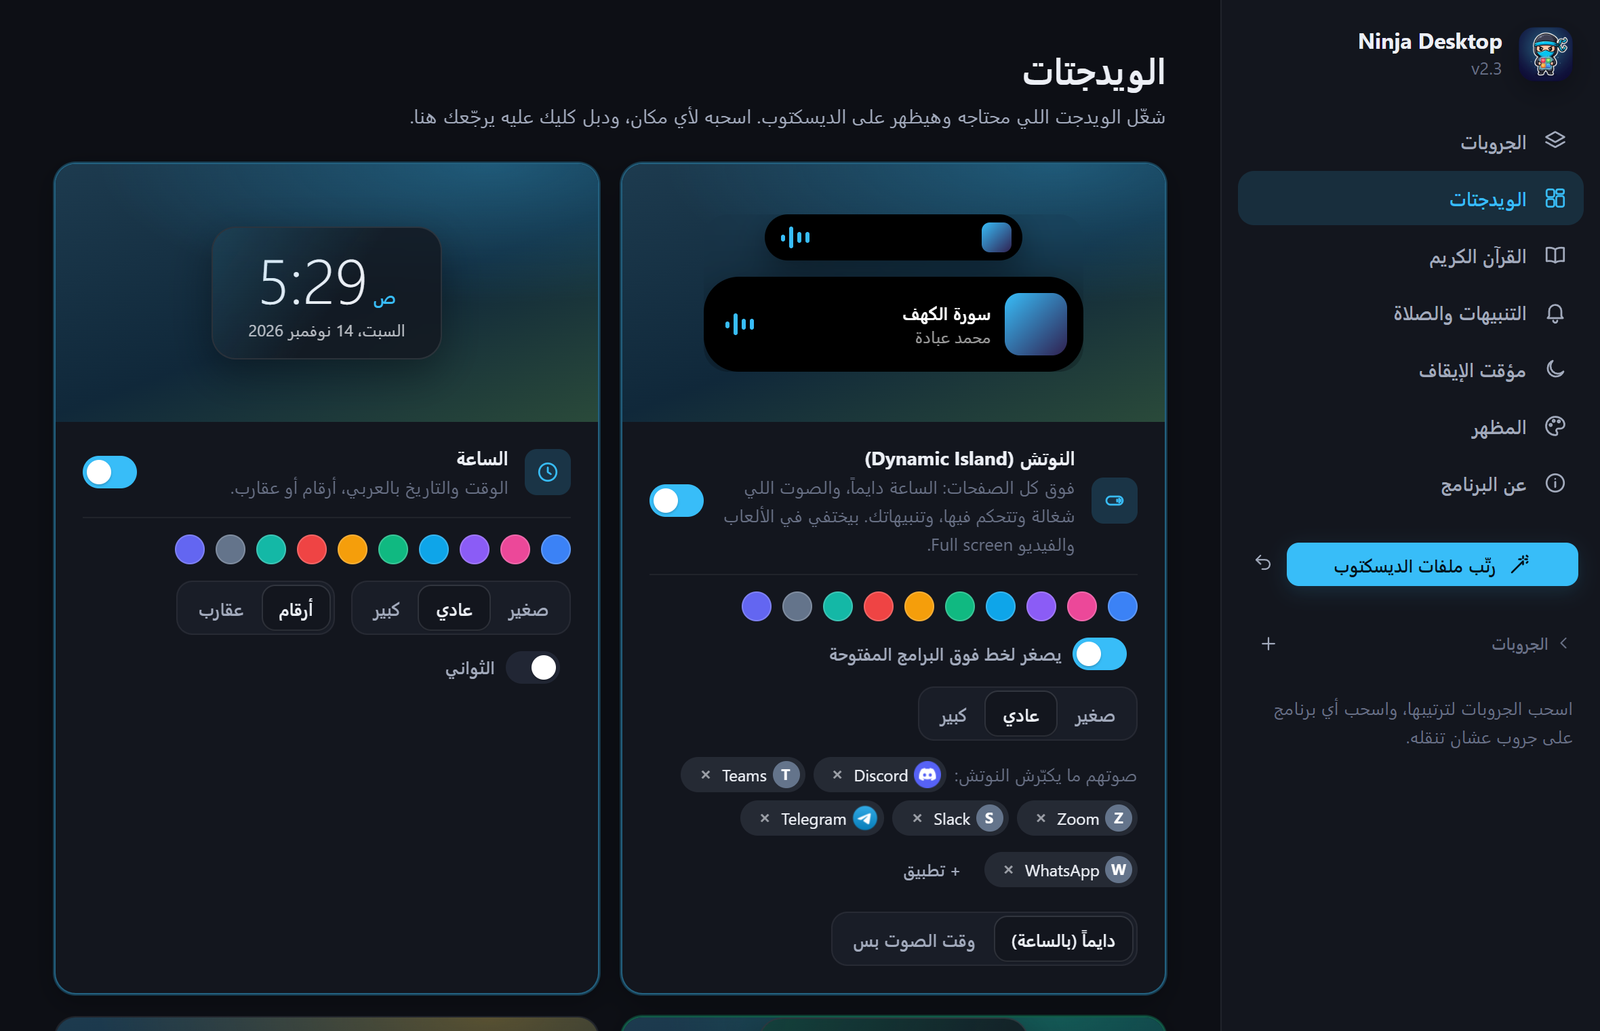 Ninja Desktop
v2.3
الجروبات
الويدجتات
القرآن الكريم
التنبيهات والصلاة
مؤقت الإيقاف
المظهر
عن البرنامج
رتّب ملفات الديسكتوب
الجروبات
+
اسحب الجروبات لترتيبها، واسحب أي برنامج
على جروب عشان تنقله.
الويدجتات
شغّل الويدجت اللي محتاجه وهيظهر على الديسكتوب. اسحبه لأي مكان، ودبل كليك عليه يرجّعك هنا.
سورة الكهف
محمد عبادة
النوتش (Dynamic Island)
فوق كل الصفحات: الساعة دايماً، والصوت اللي
شغالة وتتحكم فيها، وتنبيهاتك. بيختفي في الألعاب
والفيديو Full screen.
يصغر لخط فوق البرامج المفتوحة
صغير عادي كبير
صوتهم ما يكبّرش النوتش: Discord × T Teams ×
Z Zoom × S Slack × Telegram ×
W WhatsApp × + تطبيق
دايماً (بالساعة) وقت الصوت بس
5:29 ص
السبت، 14 نوفمبر 2026
الساعة
الوقت والتاريخ بالعربي، أرقام أو عقارب.
صغير عادي كبير أرقام عقارب
الثواني